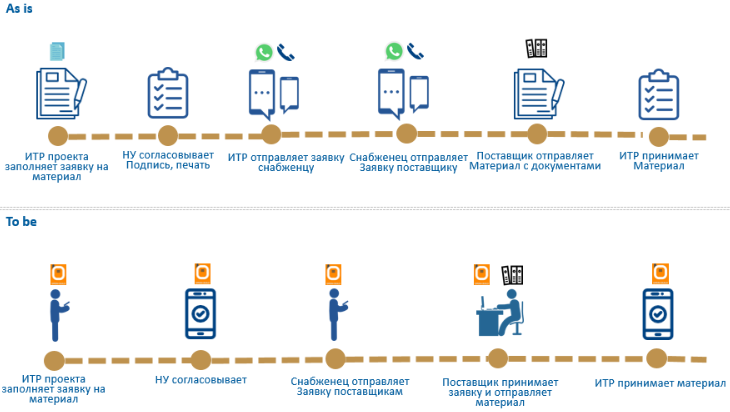 As is
ИТР проекта
заполняет заявку на
материал
НУ согласовывает
Подпись, печать
ИТР отправляет заявку
снабженцу
Снабженец отправляет
Заявку поставщику
Поставщик отправляет
Материал с документами
ИТР принимает
Материал
To be
ИТР проекта
заполняет заявку на
материал
НУ согласовывает
Снабженец отправляет
Заявку поставщикам
Поставщик принимает
заявку и отправляет
материал
ИТР принимает материал